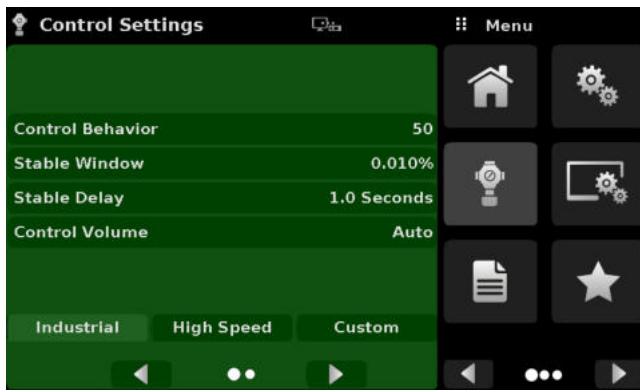 Control Settings
Menu
Control Behavior 50
Stable Window 0.010%
Stable Delay 1.0 Seconds
Control Volume Auto
Industrial High Speed Custom